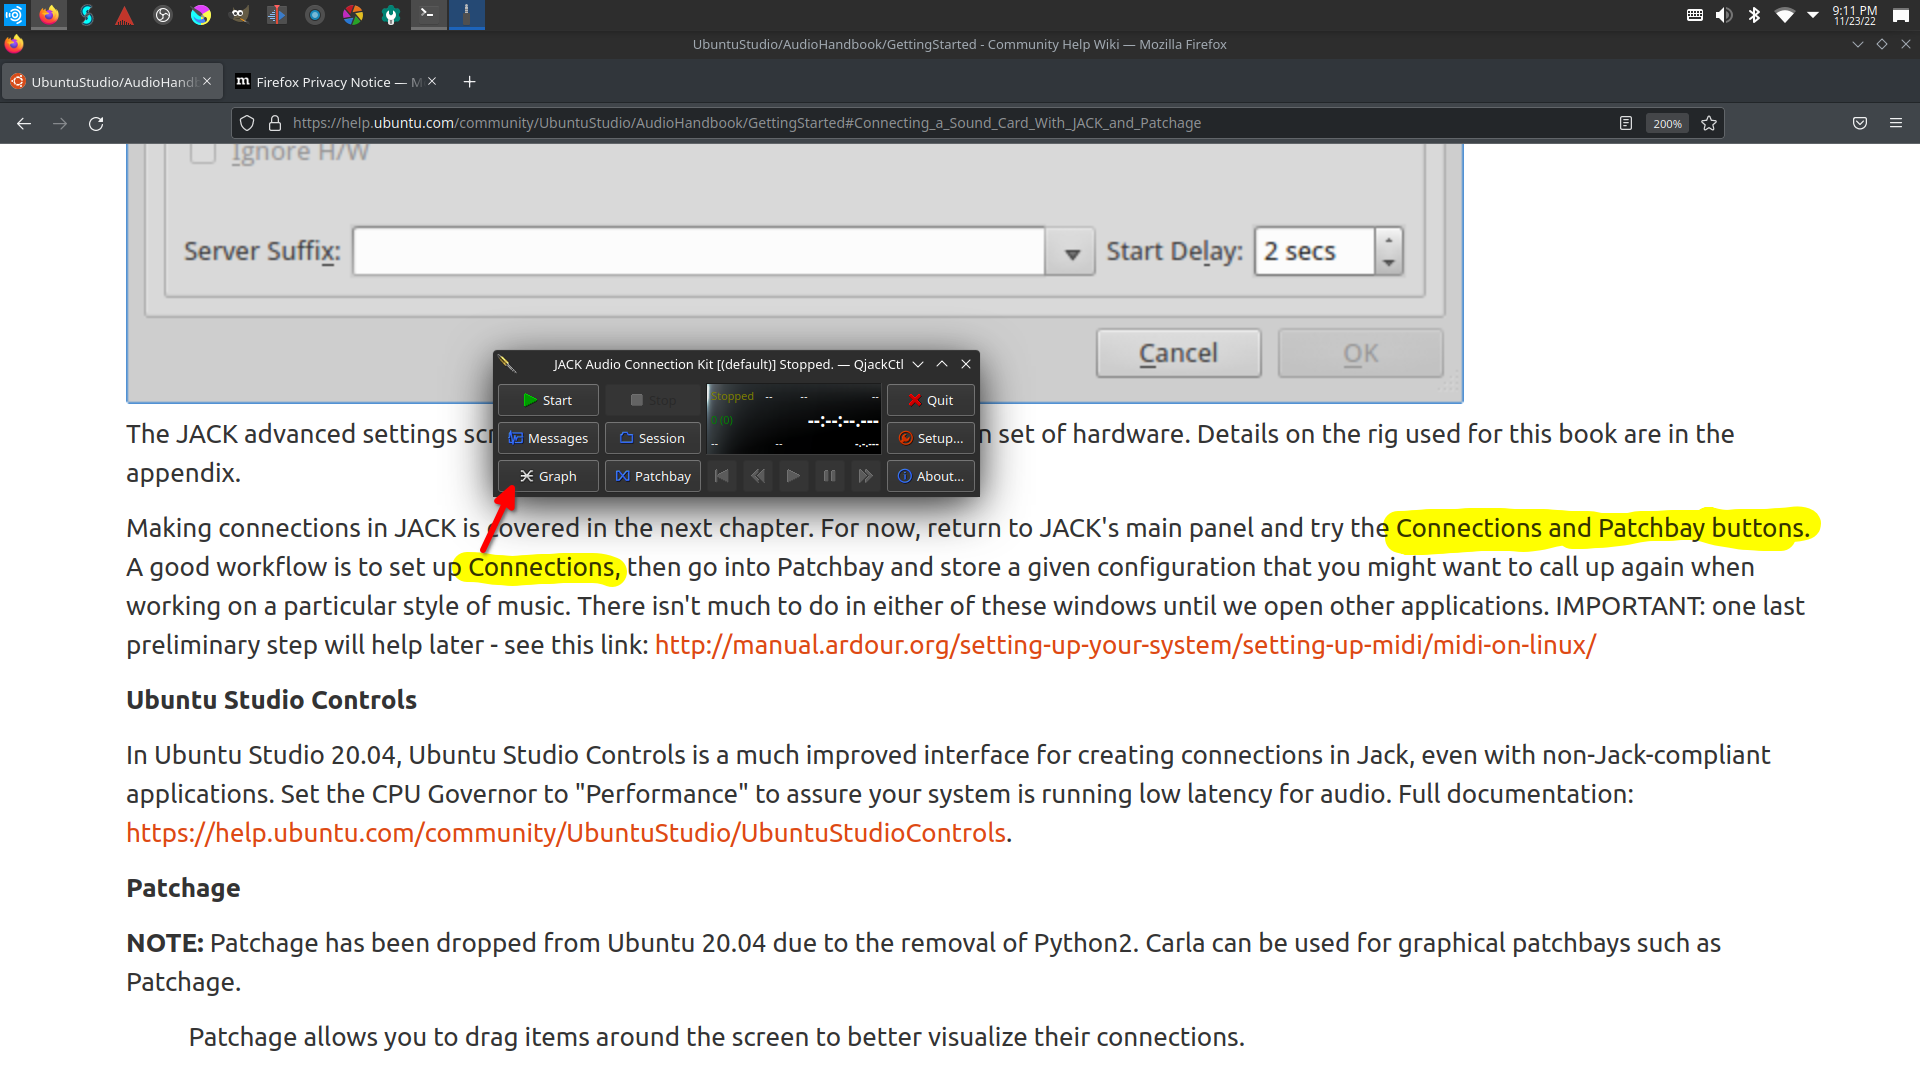 9:11 PM
11/23/22
UbuntuStudio/AudioHandbook/GettingStarted - Community Help Wiki — Mozilla Firefox
UbuntuStudio/AudioHandb
Firefox Privacy Notice — M
https://help.ubuntu.com/community/UbuntuStudio/AudioHandbook/GettingStarted#Connecting_a_Sound_Card_With_JACK_and_Patchage
200%
Ignore H/W
Server Suffix:
Start Delay:
2 secs
Cancel
OK
JACK Audio Connection Kit [(default)] Stopped. — QjackCtl
Start
Stop
Stopped -- -- --
Quit
0 (0)
--:--:--.---
Messages
Session
-- -- -.-.---
Setup...
Graph
Patchbay
About...
The JACK advanced settings scr
n set of hardware. Details on the rig used for this book are in the
appendix.
Making connections in JACK is covered in the next chapter. For now, return to JACK's main panel and try the Connections and Patchbay buttons.
A good workflow is to set up Connections, then go into Patchbay and store a given configuration that you might want to call up again when
working on a particular style of music. There isn't much to do in either of these windows until we open other applications. IMPORTANT: one last
preliminary step will help later - see this link: http://manual.ardour.org/setting-up-your-system/setting-up-midi/midi-on-linux/
Ubuntu Studio Controls
In Ubuntu Studio 20.04, Ubuntu Studio Controls is a much improved interface for creating connections in Jack, even with non-Jack-compliant
applications. Set the CPU Governor to "Performance" to assure your system is running low latency for audio. Full documentation:
https://help.ubuntu.com/community/UbuntuStudio/UbuntuStudioControls.
Patchage
NOTE: Patchage has been dropped from Ubuntu 20.04 due to the removal of Python2. Carla can be used for graphical patchbays such as
Patchage.
Patchage allows you to drag items around the screen to better visualize their connections.